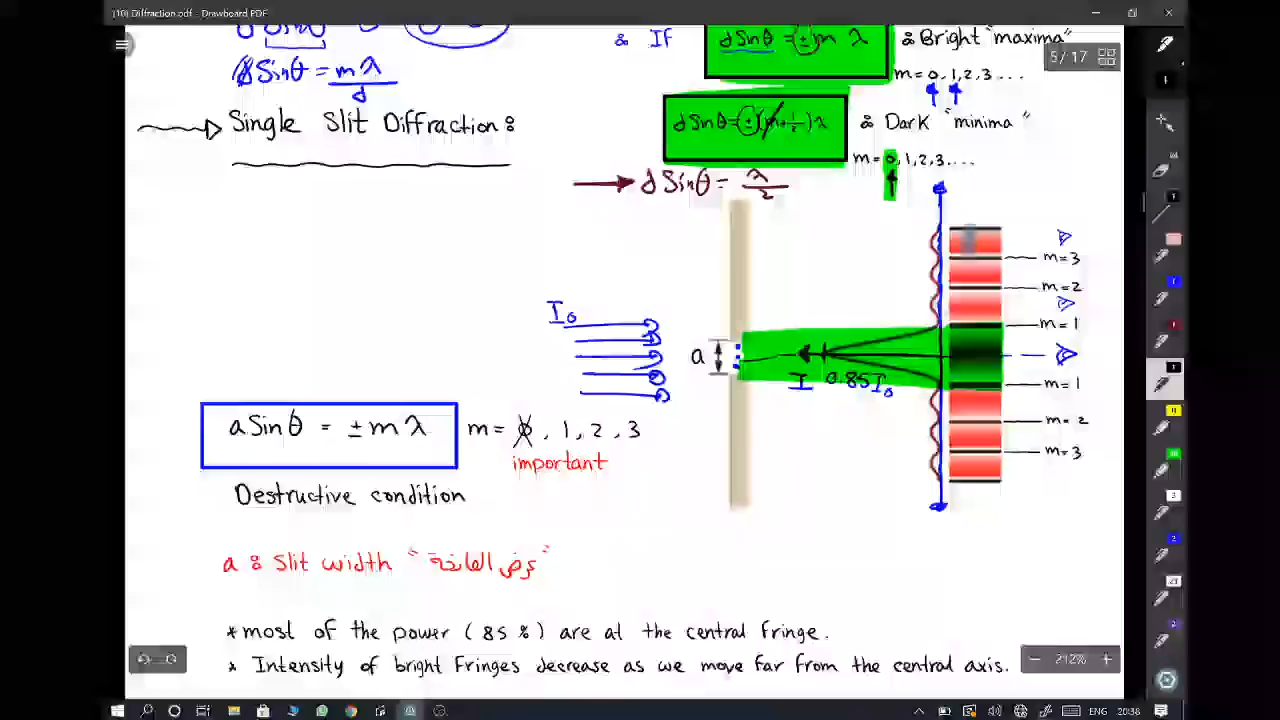 (10) Diffraction.pdf - Drawboard PDF
5 / 17
& If dSinθ = ±m λ & Bright "maxima"
m = 0, 1, 2, 3 ....
dSinθ = mλ
d
Single Slit Diffraction:
dSinθ = ±(m+1/2)λ & Dark "minima"
m = 0, 1, 2, 3 ....
dSinθ = λ/2
m = 3
m = 2
m = 1
I₀
a
I 0.85I₀
m = 1
m = 2
m = 3
aSinθ = ±mλ m = 0, 1, 2, 3
important
Destructive condition
a : Slit width "عرض الفتحة"
*most of the power (85 %) are at the central fringe.
* Intensity of bright Fringes decrease as we move far from the central axis.
212%
ENG 20:38